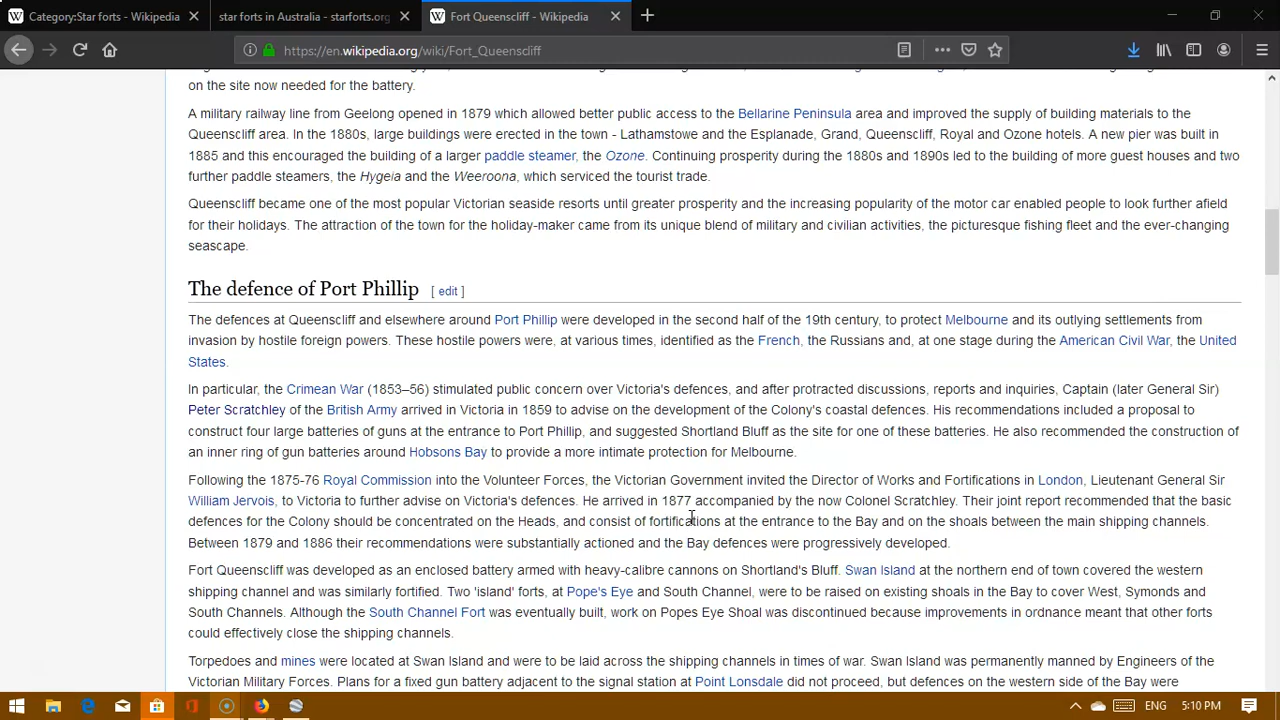 Category:Star forts - Wikipedia
star forts in Australia - starforts.org
Fort Queenscliff - Wikipedia
https://en.wikipedia.org/wiki/Fort_Queenscliff
on the site now needed for the battery.
A military railway line from Geelong opened in 1879 which allowed better public access to the Bellarine Peninsula area and improved the supply of building materials to the
Queenscliff area. In the 1880s, large buildings were erected in the town - Lathamstowe and the Esplanade, Grand, Queenscliff, Royal and Ozone hotels. A new pier was built in
1885 and this encouraged the building of a larger paddle steamer, the Ozone. Continuing prosperity during the 1880s and 1890s led to the building of more guest houses and two
further paddle steamers, the Hygeia and the Weeroona, which serviced the tourist trade.
Queenscliff became one of the most popular Victorian seaside resorts until greater prosperity and the increasing popularity of the motor car enabled people to look further afield
for their holidays. The attraction of the town for the holiday-maker came from its unique blend of military and civilian activities, the picturesque fishing fleet and the ever-changing
seascape.
The defence of Port Phillip [ edit ]
The defences at Queenscliff and elsewhere around Port Phillip were developed in the second half of the 19th century, to protect Melbourne and its outlying settlements from
invasion by hostile foreign powers. These hostile powers were, at various times, identified as the French, the Russians and, at one stage during the American Civil War, the United
States.
In particular, the Crimean War (1853–56) stimulated public concern over Victoria's defences, and after protracted discussions, reports and inquiries, Captain (later General Sir)
Peter Scratchley of the British Army arrived in Victoria in 1859 to advise on the development of the Colony's coastal defences. His recommendations included a proposal to
construct four large batteries of guns at the entrance to Port Phillip, and suggested Shortland Bluff as the site for one of these batteries. He also recommended the construction of
an inner ring of gun batteries around Hobsons Bay to provide a more intimate protection for Melbourne.
Following the 1875-76 Royal Commission into the Volunteer Forces, the Victorian Government invited the Director of Works and Fortifications in London, Lieutenant General Sir
William Jervois, to Victoria to further advise on Victoria's defences. He arrived in 1877 accompanied by the now Colonel Scratchley. Their joint report recommended that the basic
defences for the Colony should be concentrated on the Heads, and consist of fortifications at the entrance to the Bay and on the shoals between the main shipping channels.
Between 1879 and 1886 their recommendations were substantially actioned and the Bay defences were progressively developed.
Fort Queenscliff was developed as an enclosed battery armed with heavy-calibre cannons on Shortland's Bluff. Swan Island at the northern end of town covered the western
shipping channel and was similarly fortified. Two 'island' forts, at Pope's Eye and South Channel, were to be raised on existing shoals in the Bay to cover West, Symonds and
South Channels. Although the South Channel Fort was eventually built, work on Popes Eye Shoal was discontinued because improvements in ordnance meant that other forts
could effectively close the shipping channels.
Torpedoes and mines were located at Swan Island and were to be laid across the shipping channels in times of war. Swan Island was permanently manned by Engineers of the
Victorian Military Forces. Plans for a fixed gun battery adjacent to the signal station at Point Lonsdale did not proceed, but defences on the western side of the Bay were
ENG
5:10 PM